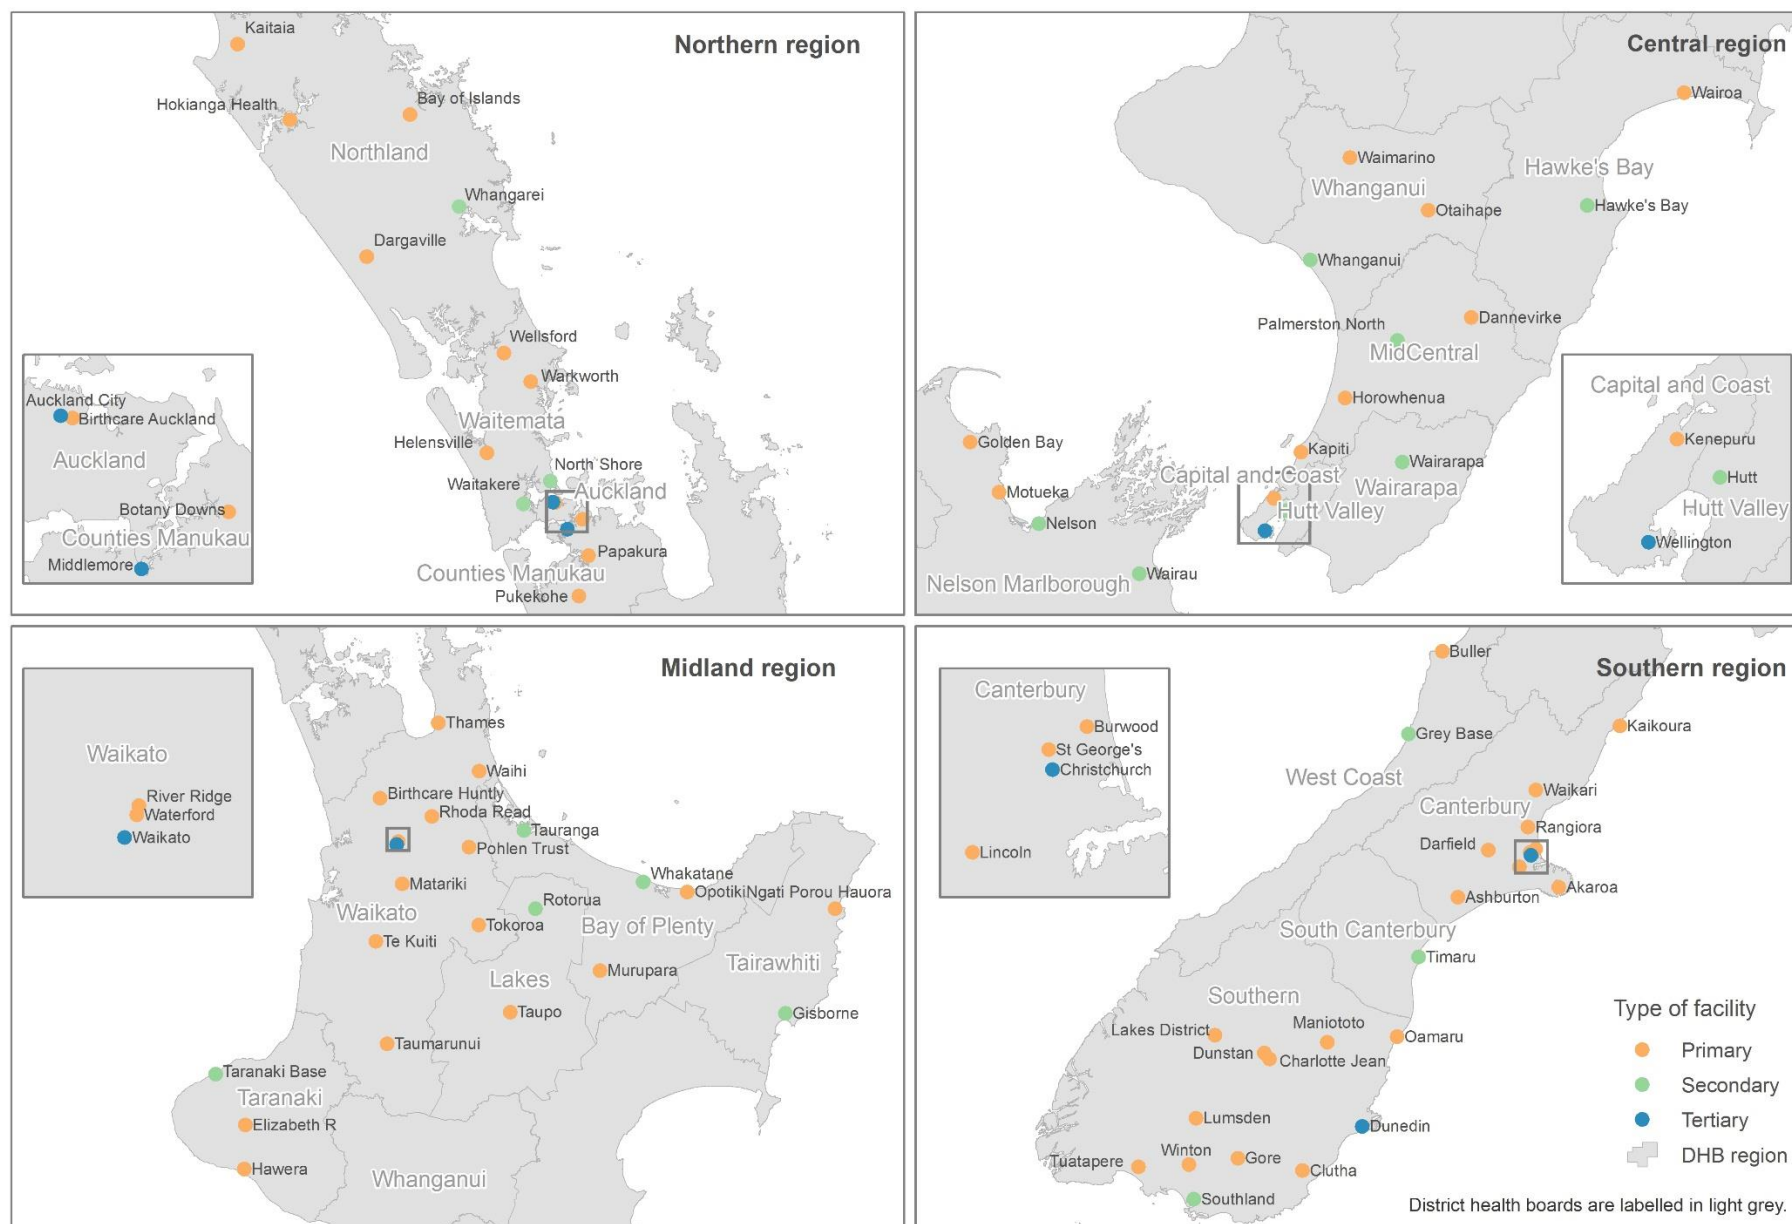 Northern region
Kaitaia
Hokianga Health
Bay of Islands
Northland
Whangarei
Dargaville
Wellsford
Warkworth
Waitemata
Helensville
North Shore
Waitakere
Auckland
Papakura
Counties Manukau
Pukekohe
Auckland City
Birthcare Auckland
Auckland
Botany Downs
Counties Manukau
Middlemore
Central region
Wairoa
Waimarino
Hawke's Bay
Whanganui
Otaihape
Hawke's Bay
Whanganui
Dannevirke
Palmerston North
MidCentral
Horowhenua
Golden Bay
Kapiti
Wairarapa
Capital and Coast
Wairarapa
Motueka
Hutt Valley
Nelson
Wairau
Nelson Marlborough
Capital and Coast
Kenepuru
Hutt
Hutt Valley
Wellington
Midland region
Waikato
River Ridge
Waterford
Waikato
Thames
Waihi
Birthcare Huntly
Rhoda Read
Tauranga
Pohlen Trust
Matariki
Whakatane
Opotiki
Ngati Porou Hauora
Waikato
Rotorua
Tokoroa
Bay of Plenty
Te Kuiti
Murupara
Tairawhiti
Lakes
Taupo
Gisborne
Taumarunui
Taranaki Base
Taranaki
Elizabeth R
Hawera
Whanganui
Southern region
Canterbury
Burwood
St George's
Christchurch
Lincoln
Buller
Kaikoura
Grey Base
West Coast
Waikari
Canterbury
Rangiora
Darfield
Akaroa
Ashburton
South Canterbury
Timaru
Southern
Lakes District
Maniototo
Oamaru
Dunstan
Charlotte Jean
Lumsden
Dunedin
Winton
Tuatapere
Gore
Clutha
Southland
Type of facility
Primary
Secondary
Tertiary
DHB region
District health boards are labelled in light grey.